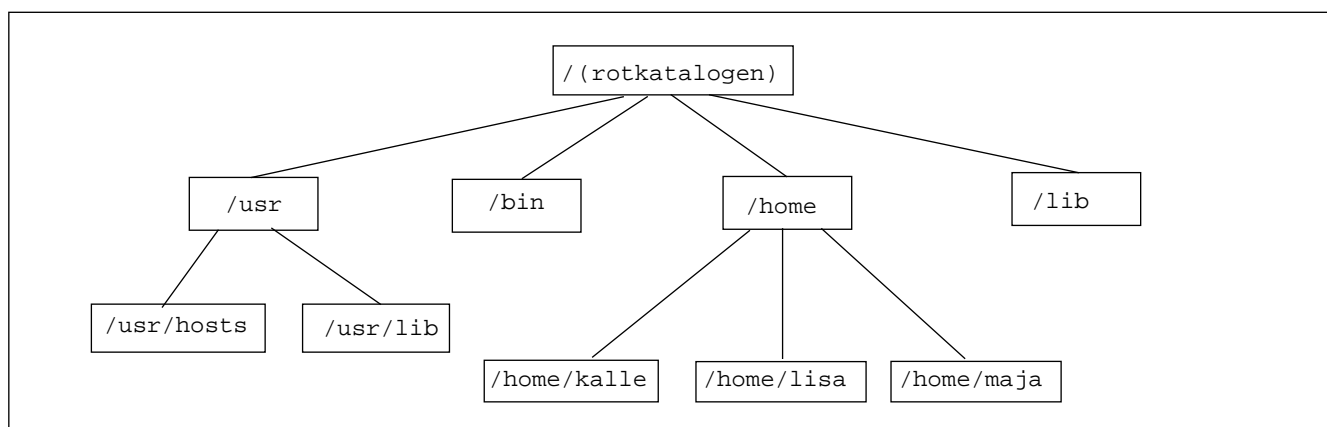 /(rotkatalogen)
/usr
/bin
/home
/lib
/usr/hosts
/usr/lib
/home/kalle
/home/lisa
/home/maja